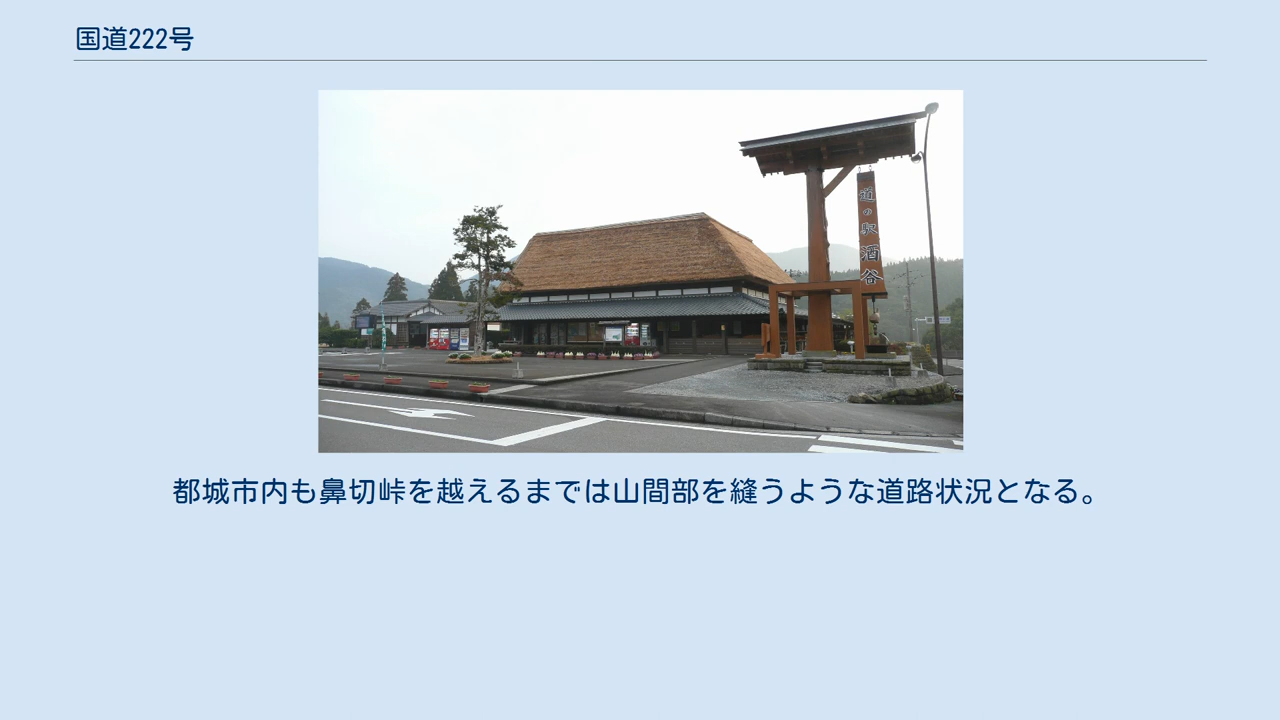 国道222号
道の駅 酒谷
都城市内も鼻切峠を越えるまでは山間部を縫うような道路状況となる。